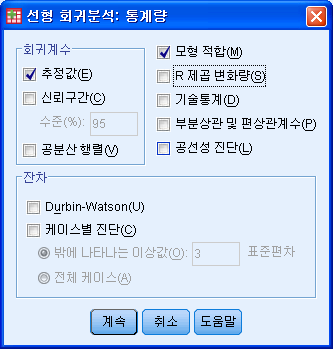 선형 회귀분석: 통계량
회귀계수
추정값(E)
신뢰구간(C)
수준(%): 95
공분산 행렬(V)
모형 적합(M)
R 제곱 변화량(S)
기술통계(D)
부분상관 및 편상관계수(P)
공선성 진단(L)
잔차
Durbin-Watson(U)
케이스별 진단(C)
밖에 나타나는 이상값(O): 3 표준편차
전체 케이스(A)
계속 취소 도움말